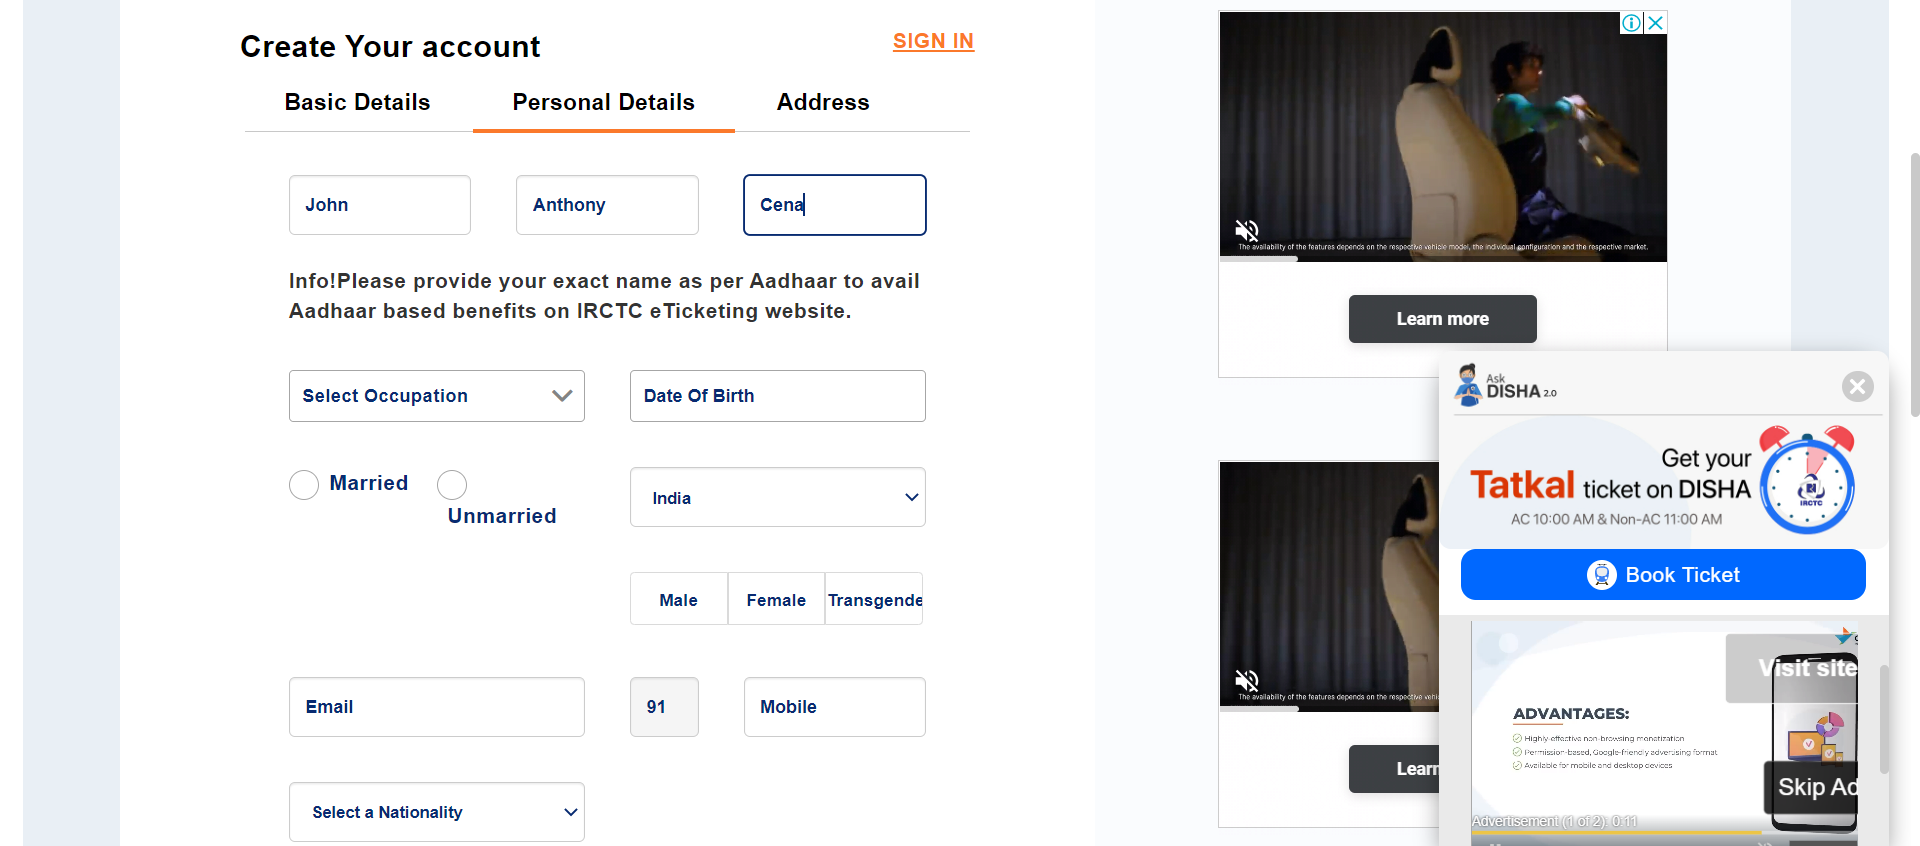 Create Your account
SIGN IN
Basic Details
Personal Details
Address
John
Anthony
Cena
Info!Please provide your exact name as per Aadhaar to avail
Aadhaar based benefits on IRCTC eTicketing website.
Select Occupation
Date Of Birth
Married
Unmarried
India
Male
Female
Transgende
Email
91
Mobile
Select a Nationality
The availability of the features depends on the respective vehicle model, the individual configuration and the respective market.
Learn more
The availability of the features depends on the respective vehic
Learn
Ask
DISHA 2.0
Get your
Tatkal ticket on DISHA
AC 10:00 AM & Non-AC 11:00 AM
IRCTC
Book Ticket
Visit site
ADVANTAGES:
Highly-effective non-browsing monetization
Permission-based, Google-friendly advertising format
Available for mobile and desktop devices
Skip Ad
Advertisement (1 of 2): 0:11